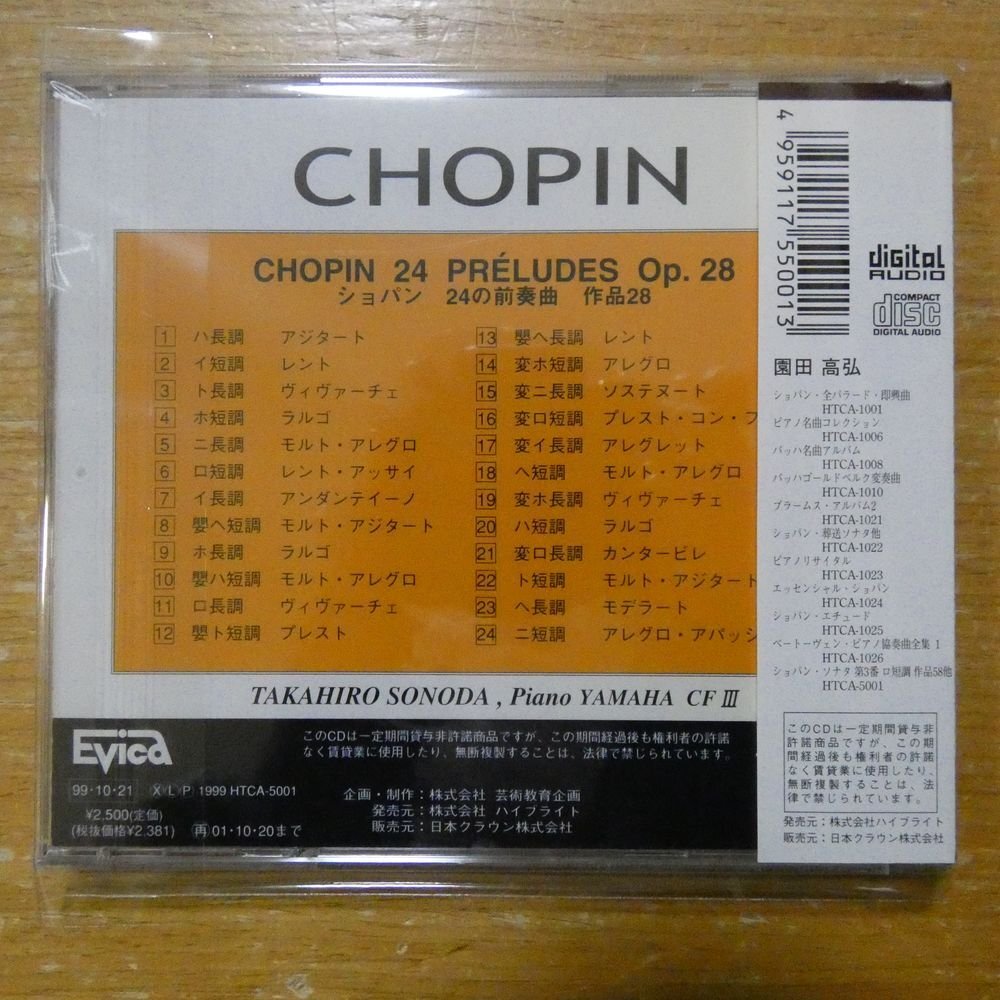 CHOPIN
CHOPIN 24 PRÉLUDES Op. 28
ショパン 24の前奏曲 作品28
1 ハ長調 アジタート
2 イ短調 レント
3 ト長調 ヴィヴァーチェ
4 ホ短調 ラルゴ
5 ニ長調 モルト・アレグロ
6 ロ短調 レント・アッサイ
7 イ長調 アンダンテイーノ
8 嬰ヘ短調 モルト・アジタート
9 ホ長調 ラルゴ
10 嬰ハ短調 モルト・アレグロ
11 ロ長調 ヴィヴァーチェ
12 嬰ト短調 プレスト
13 嬰ヘ長調 レント
14 変ホ短調 アレグロ
15 変ニ長調 ソステヌート
16 変ロ短調 プレスト・コン・フ
17 変イ長調 アレグレット
18 ヘ短調 モルト・アレグロ
19 変ホ長調 ヴィヴァーチェ
20 ハ短調 ラルゴ
21 変ロ長調 カンタービレ
22 ト短調 モルト・アジタート
23 ヘ長調 モデラート
24 ニ短調 アレグロ・アパッシ
TAKAHIRO SONODA , Piano YAMAHA CF III
Evica
99・10・21 X L P 1999 HTCA-5001
¥2,500(定価)
(税抜価格¥2,381) 再01・10・20まで
このCDは一定期間貸与非許諾商品ですが、この期間経過後も権利者の許諾
なく賃貸業に使用したり、無断複製することは、法律で禁じられています。
企画・制作：株式会社 芸術教育企画
発売元：株式会社 ハイブライト
販売元：日本クラウン株式会社
4 959117 550013
digital
AUDIO
COMPACT
disc
DIGITAL AUDIO
園田 高弘
ショパン・全バラード・即興曲
HTCA-1001
ピアノ名曲コレクション
HTCA-1006
バッハ名曲アルバム
HTCA-1008
バッハゴールドベルク変奏曲
HTCA-1010
ブラームス・アルバム2
HTCA-1021
ショパン・葬送ソナタ他
HTCA-1022
ピアノリサイタル
HTCA-1023
エッセンシャル・ショパン
HTCA-1024
ショパン・エチュード
HTCA-1025
ベートーヴェン・ピアノ協奏曲全集 1
HTCA-1026
ショパン・ソナタ 第3番 ロ短調 作品58他
HTCA-5001
このCDは一定期間貸与非
許諾商品ですが、この期
間経過後も権利者の許諾
なく賃貸業に使用したり、
無断複製することは、法
律で禁じられています。
発売元：株式会社ハイブライト
販売元：日本クラウン株式会社